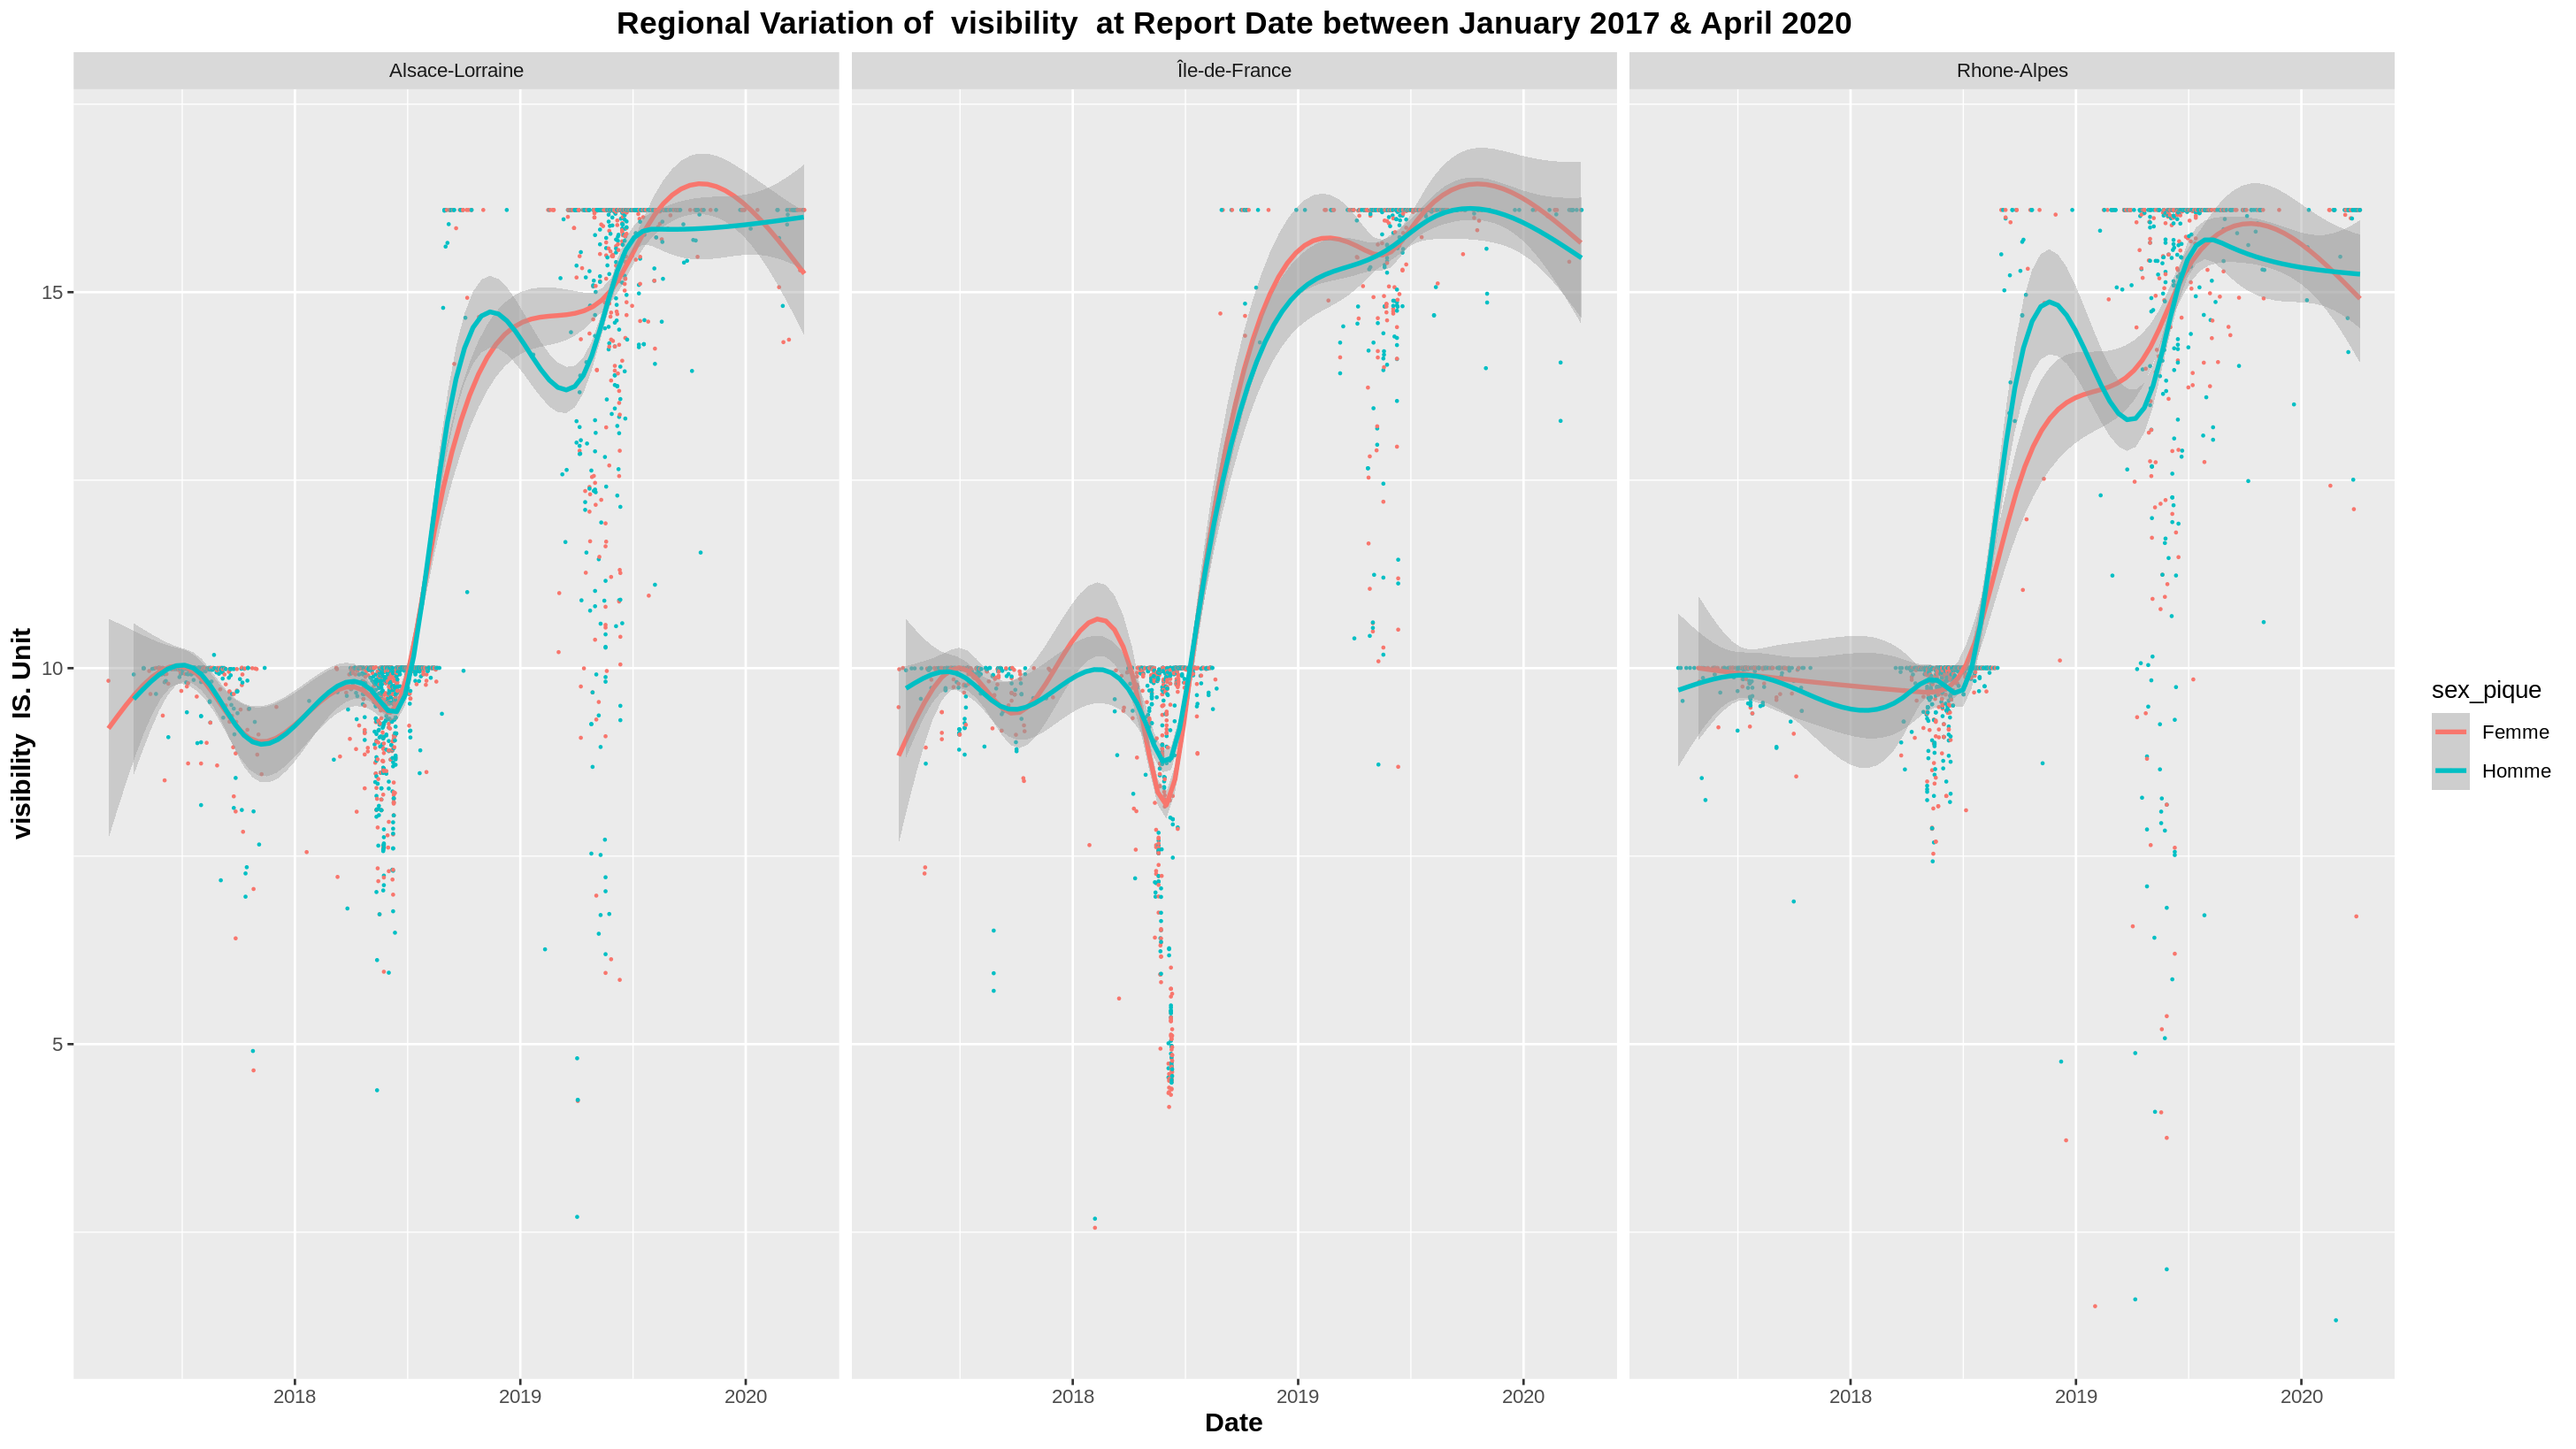 Regional Variation of  visibility  at Report Date between January 2017 & April 2020
Alsace-Lorraine
Île-de-France
Rhone-Alpes
visibility  IS. Unit
15
10
5
2018
2019
2020
2018
2019
2020
2018
2019
2020
Date
sex_pique
Femme
Homme